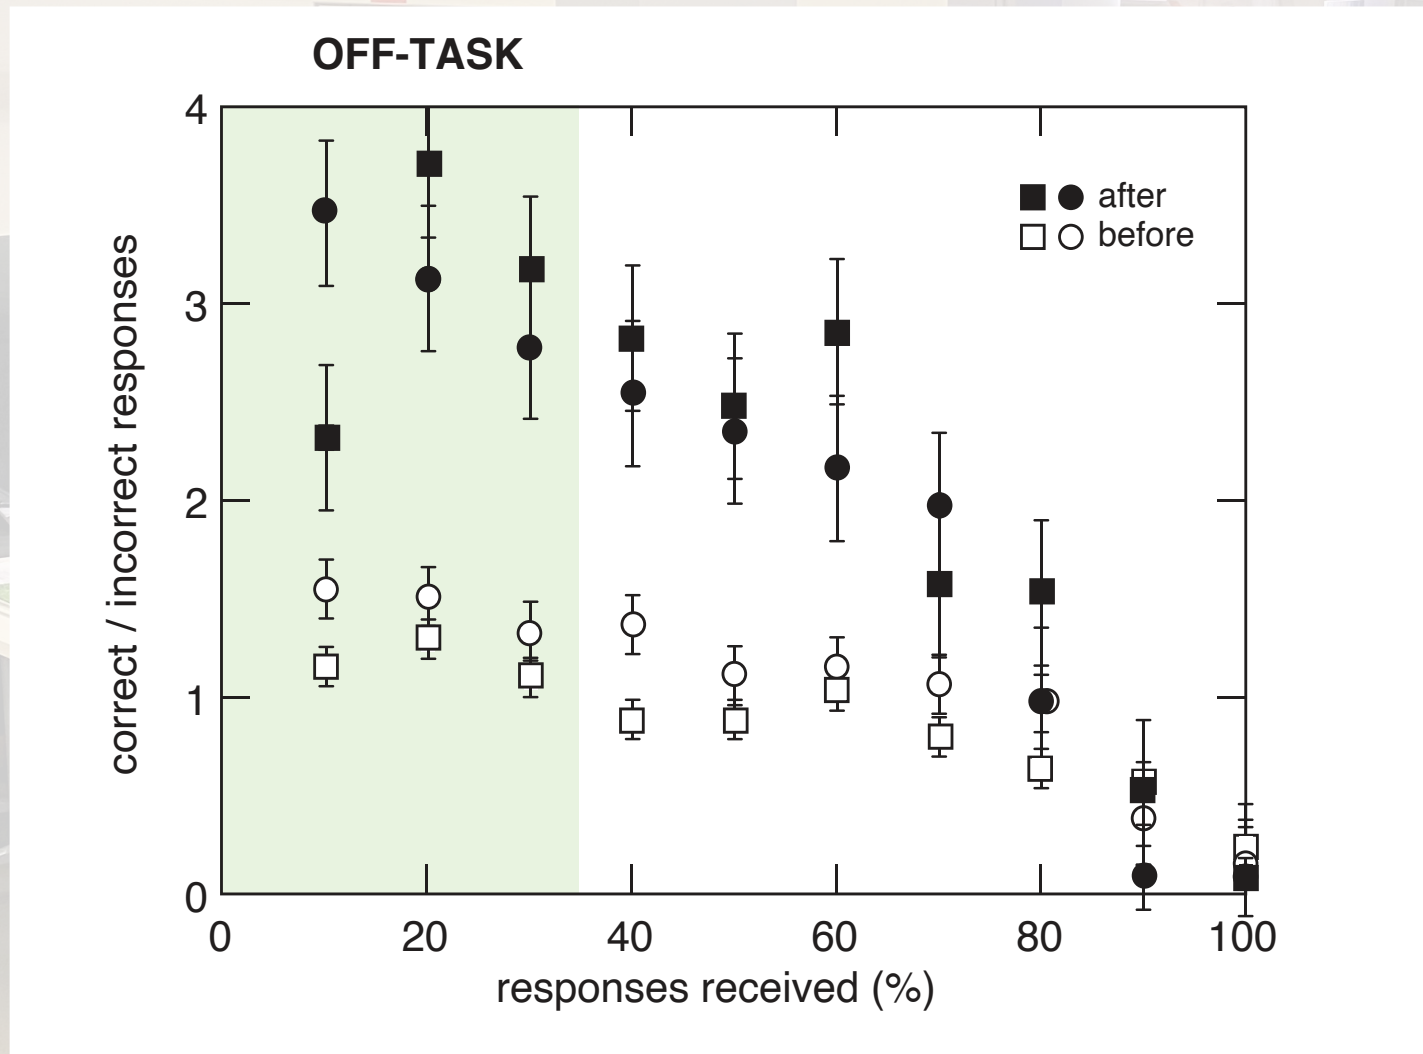 OFF-TASK
4
3
2
1
0
correct / incorrect responses
after
before
0 20 40 60 80 100
responses received (%)